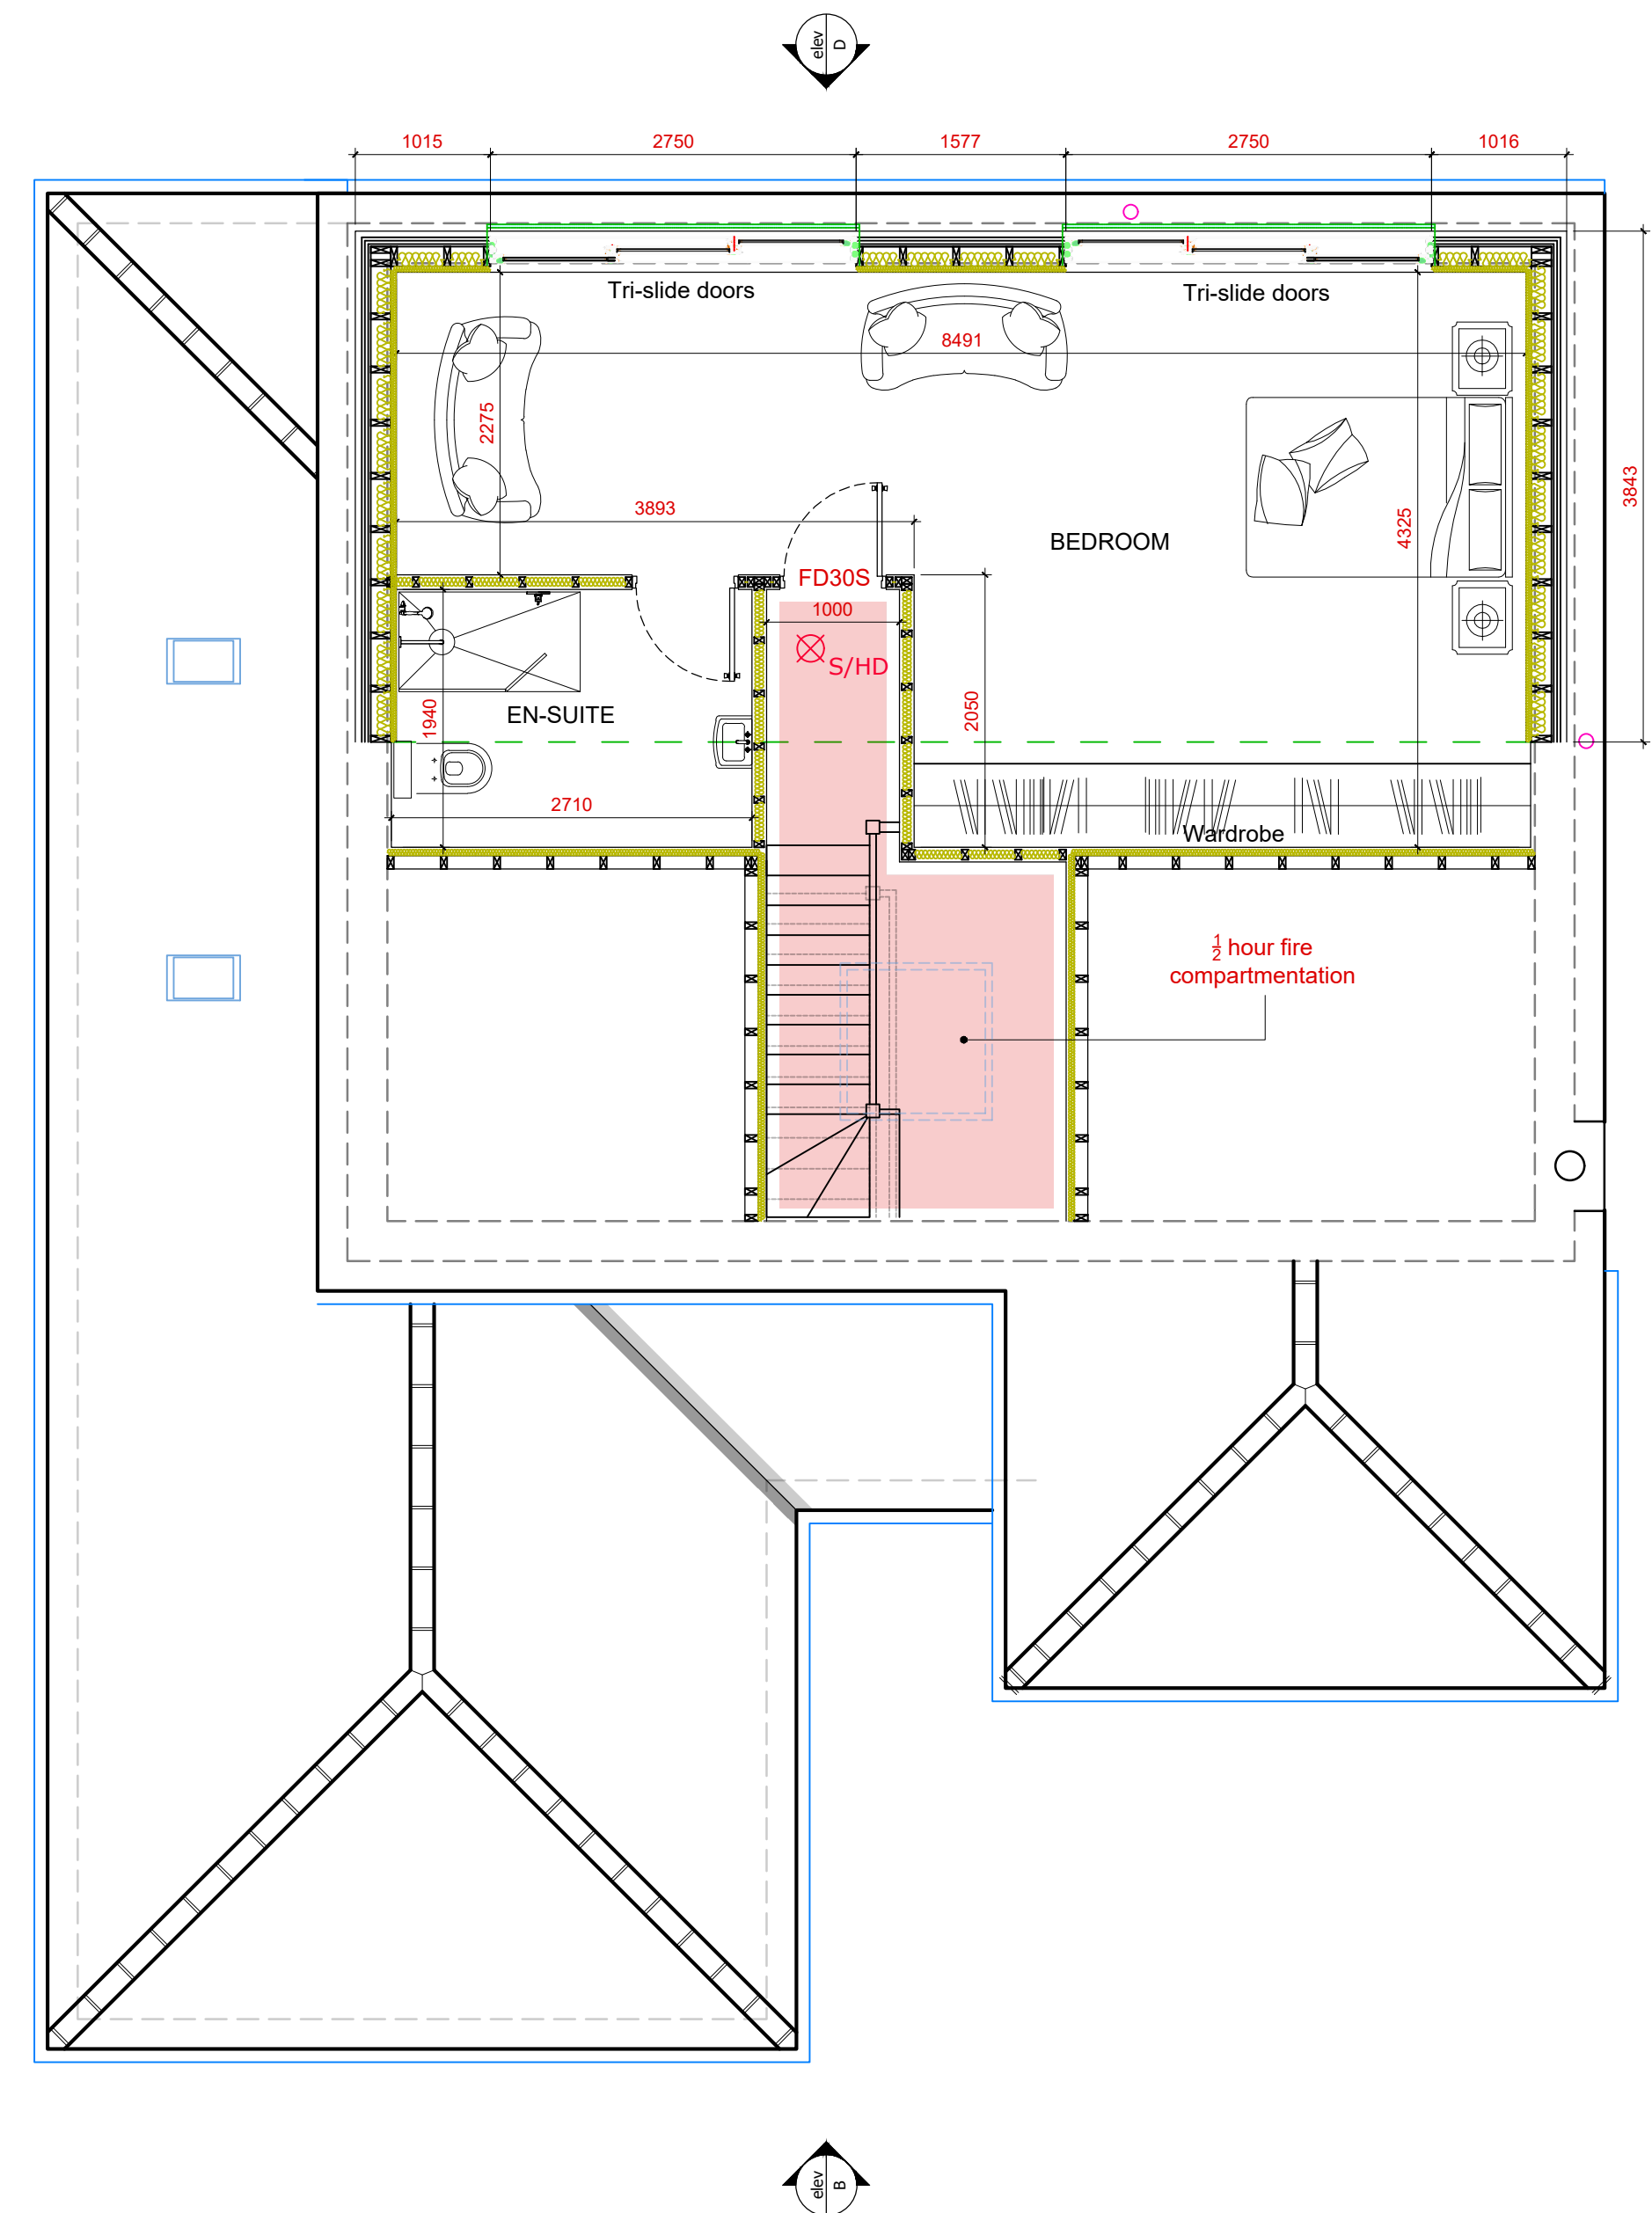 elev
D
1015
2750
1577
2750
1016
Tri-slide doors
Tri-slide doors
8491
2275
3843
3893
4325
BEDROOM
FD30S
1000
S/HD
EN-SUITE
1940
2050
2710
Wardrobe
½ hour fire
compartmentation
elev
B